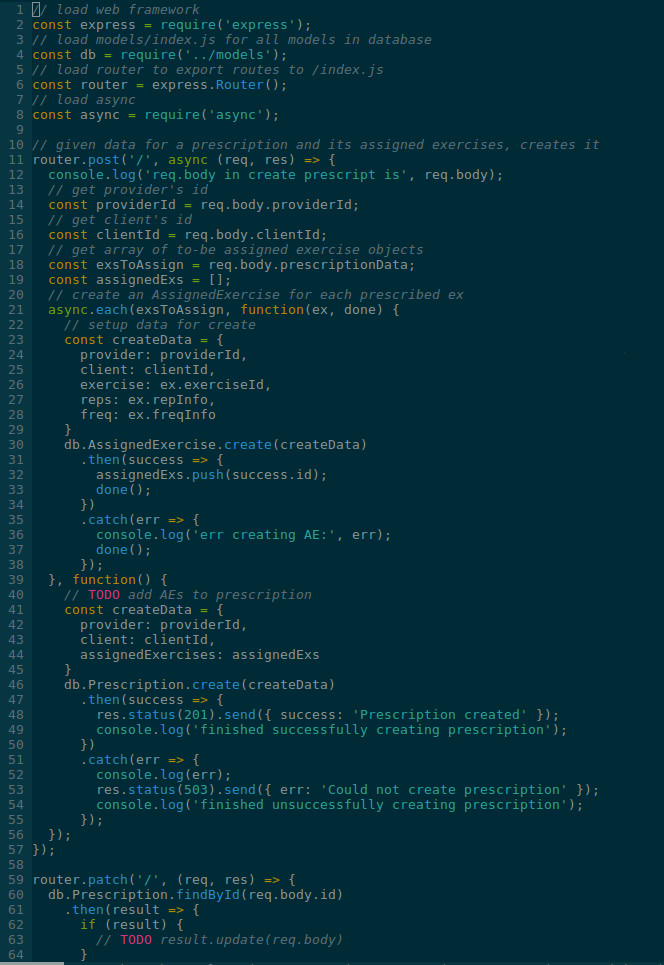 1 // load web framework
2 const express = require('express');
3 // load models/index.js for all models in database
4 const db = require('../models');
5 // load router to export routes to /index.js
6 const router = express.Router();
7 // load async
8 const async = require('async');
9
10 // given data for a prescription and its assigned exercises, creates it
11 router.post('/', async (req, res) => {
12   console.log('req.body in create prescript is', req.body);
13   // get provider's id
14   const providerId = req.body.providerId;
15   // get client's id
16   const clientId = req.body.clientId;
17   // get array of to-be assigned exercise objects
18   const exsToAssign = req.body.prescriptionData;
19   const assignedExs = [];
20   // create an AssignedExercise for each prescribed ex
21   async.each(exsToAssign, function(ex, done) {
22     // setup data for create
23     const createData = {
24       provider: providerId,
25       client: clientId,
26       exercise: ex.exerciseId,
27       reps: ex.repInfo,
28       freq: ex.freqInfo
29     }
30     db.AssignedExercise.create(createData)
31       .then(success => {
32         assignedExs.push(success.id);
33         done();
34       })
35       .catch(err => {
36         console.log('err creating AE:', err);
37         done();
38       });
39   }, function() {
40     // TODO add AEs to prescription
41     const createData = {
42       provider: providerId,
43       client: clientId,
44       assignedExercises: assignedExs
45     }
46     db.Prescription.create(createData)
47       .then(success => {
48         res.status(201).send({ success: 'Prescription created' });
49         console.log('finished successfully creating prescription');
50       })
51       .catch(err => {
52         console.log(err);
53         res.status(503).send({ err: 'Could not create prescription' });
54         console.log('finished unsuccessfully creating prescription');
55       });
56   });
57 });
58
59 router.patch('/', (req, res) => {
60   db.Prescription.findById(req.body.id)
61     .then(result => {
62       if (result) {
63         // TODO result.update(req.body)
64       }